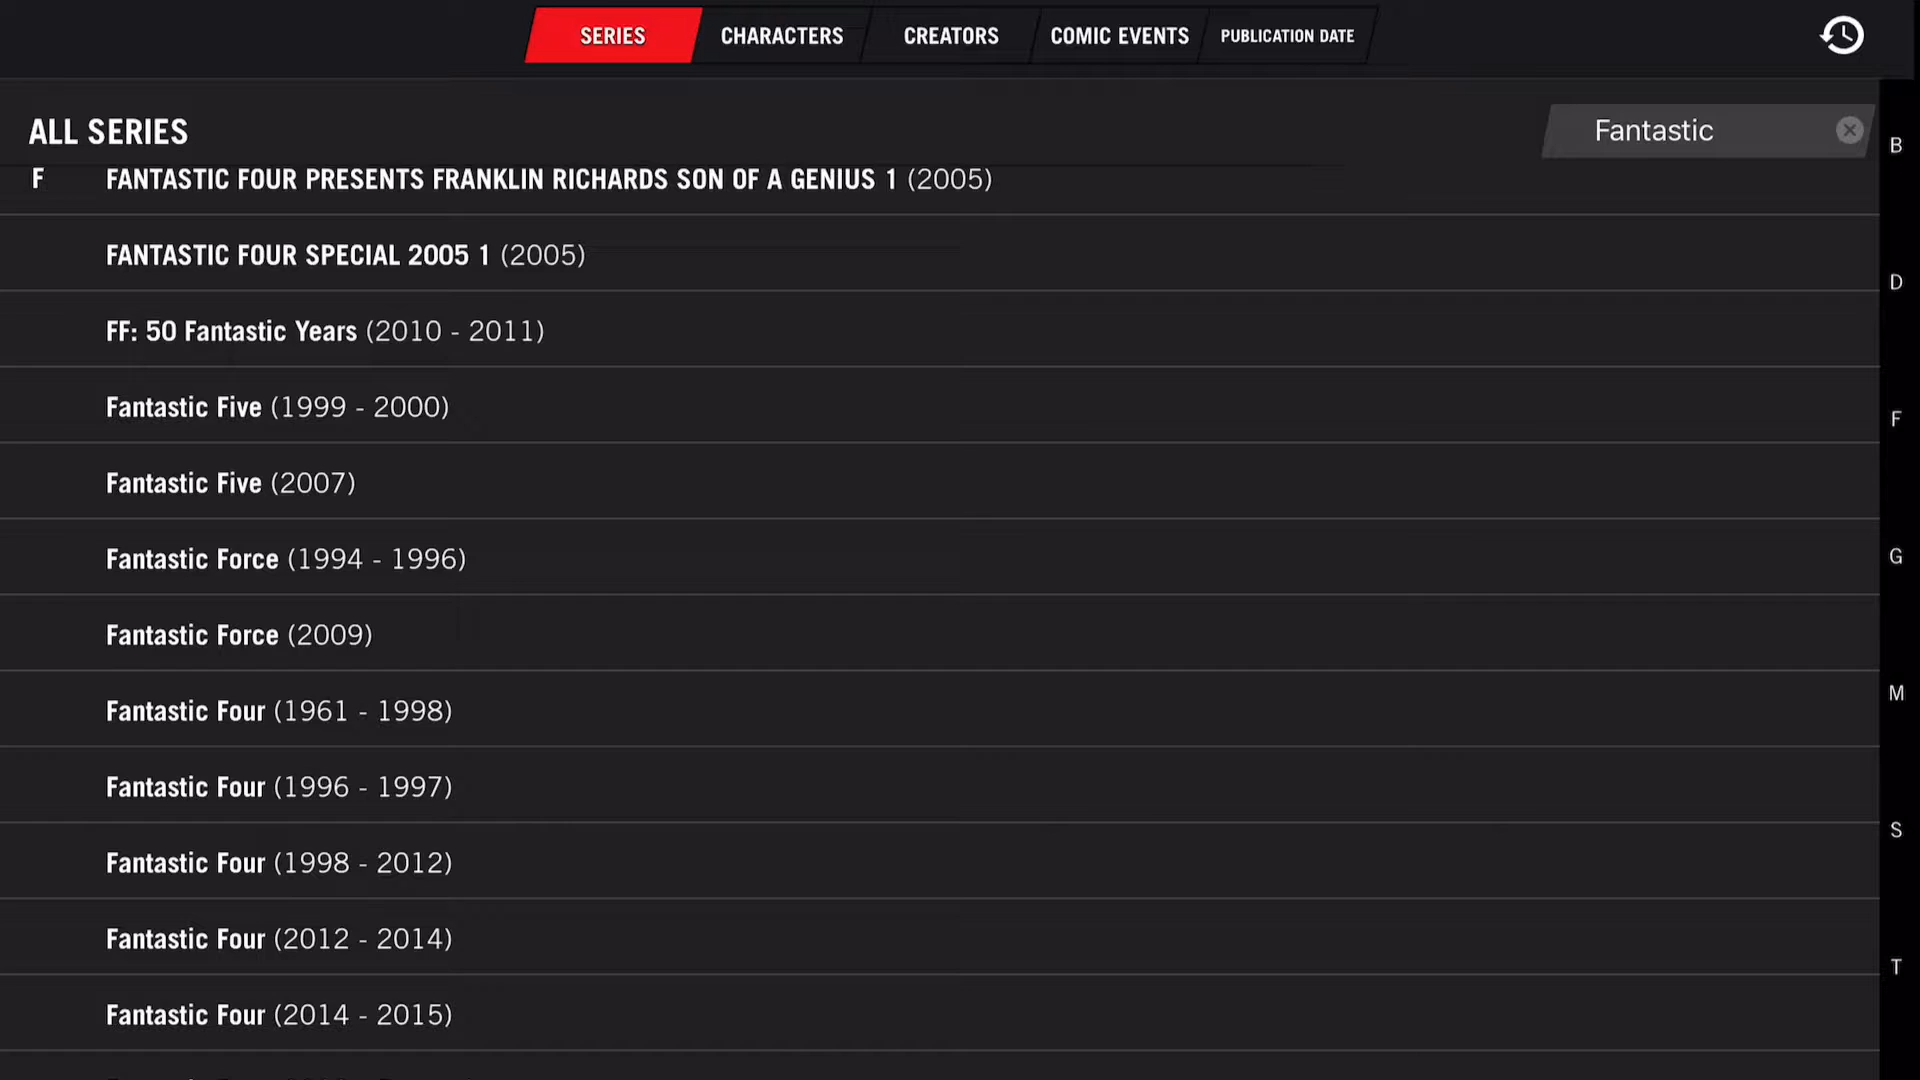 SERIES CHARACTERS CREATORS COMIC EVENTS PUBLICATION DATE
ALL SERIES
Fantastic
F FANTASTIC FOUR PRESENTS FRANKLIN RICHARDS SON OF A GENIUS 1 (2005)
FANTASTIC FOUR SPECIAL 2005 1 (2005)
FF: 50 Fantastic Years (2010 - 2011)
Fantastic Five (1999 - 2000)
Fantastic Five (2007)
Fantastic Force (1994 - 1996)
Fantastic Force (2009)
Fantastic Four (1961 - 1998)
Fantastic Four (1996 - 1997)
Fantastic Four (1998 - 2012)
Fantastic Four (2012 - 2014)
Fantastic Four (2014 - 2015)
B
D
F
G
M
S
T